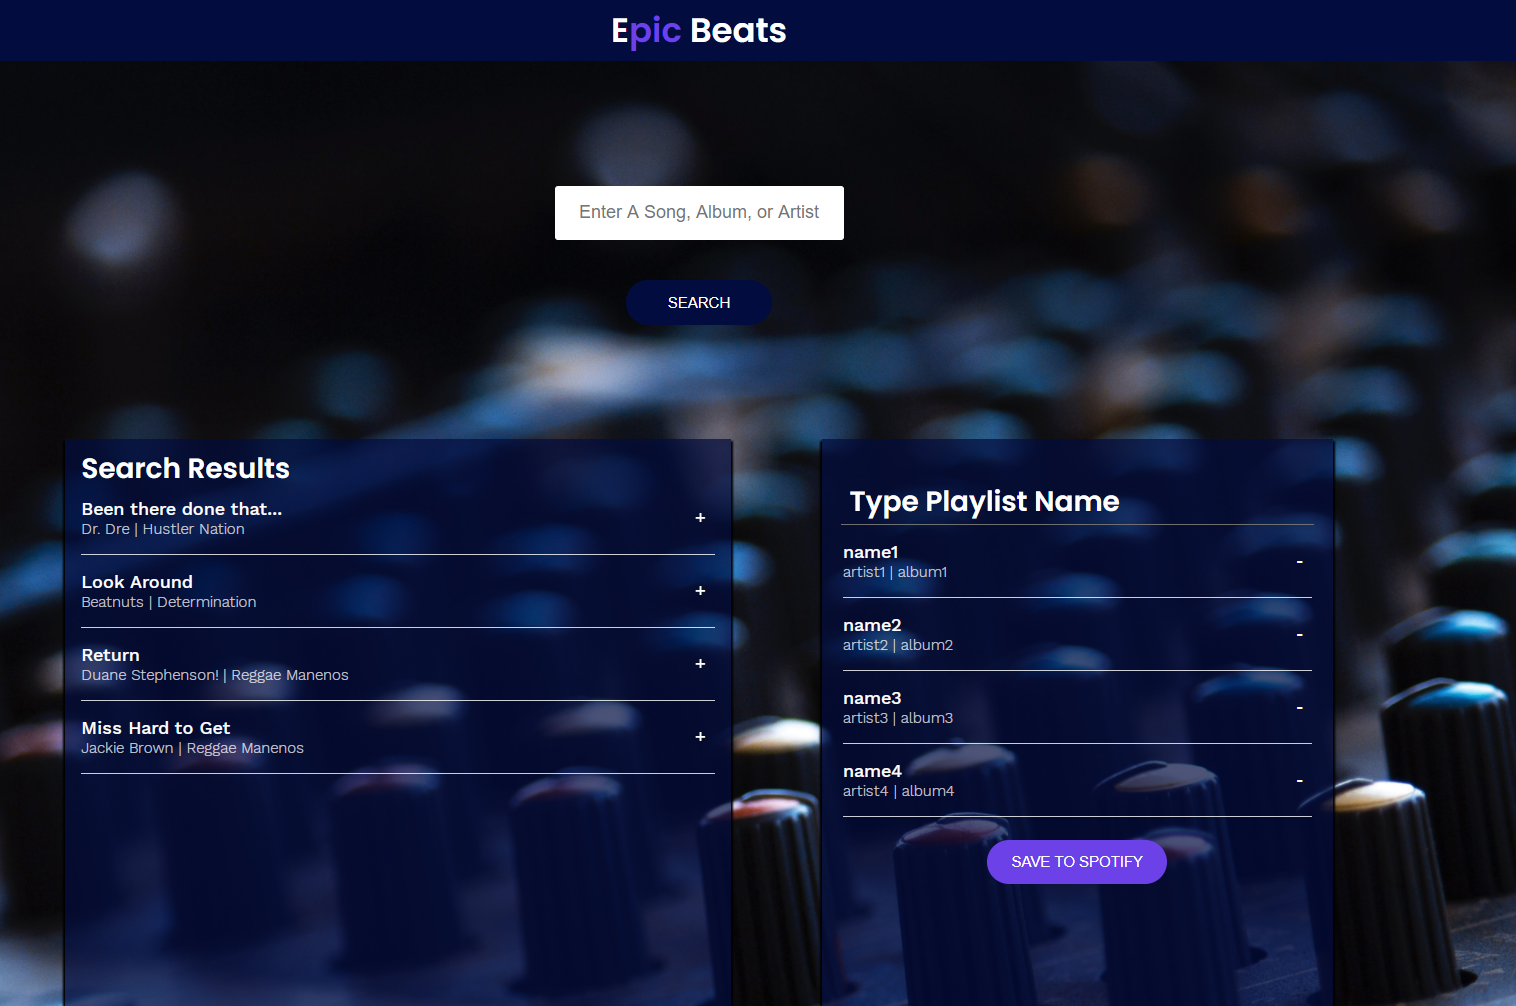 Epic Beats
Enter A Song, Album, or Artist
SEARCH
Search Results
Been there done that...
Dr. Dre | Hustler Nation
+
Look Around
Beatnuts | Determination
+
Return
Duane Stephenson! | Reggae Manenos
+
Miss Hard to Get
Jackie Brown | Reggae Manenos
+
Type Playlist Name
name1
artist1 | album1
-
name2
artist2 | album2
-
name3
artist3 | album3
-
name4
artist4 | album4
-
SAVE TO SPOTIFY